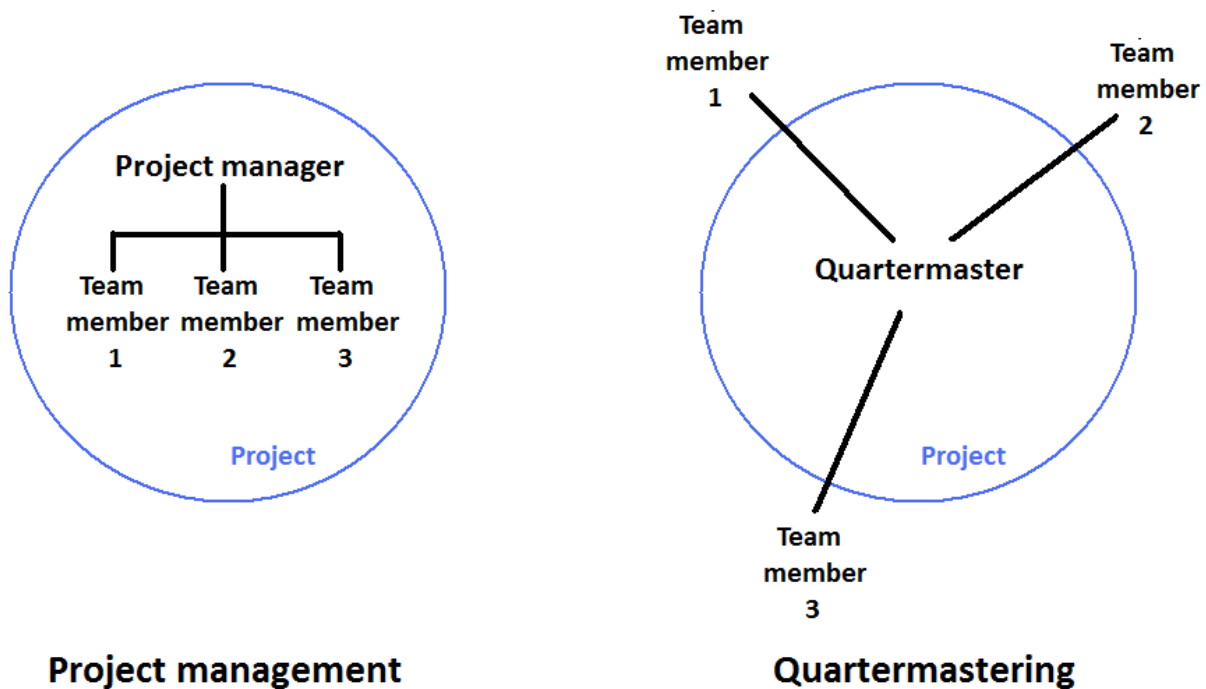 Project manager
Team
member
1
Team
member
2
Team
member
3
Project
Project management
Team
member
1
Team
member
2
Quartermaster
Project
Team
member
3
Quartermastering